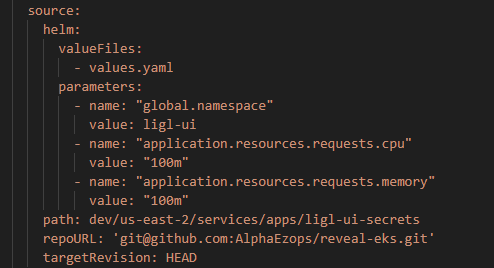 source:
helm:
valueFiles:
- values.yaml
parameters:
- name: "global.namespace"
value: ligl-ui
- name: "application.resources.requests.cpu"
value: "100m"
- name: "application.resources.requests.memory"
value: "100m"
path: dev/us-east-2/services/apps/ligl-ui-secrets
repoURL: 'git@github.com:AlphaEzops/reveal-eks.git'
targetRevision: HEAD